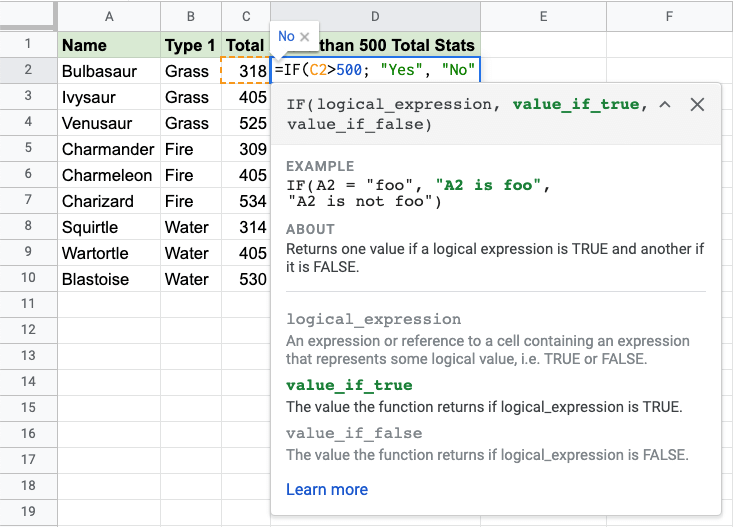 A B C D E F
No ×
1 Name Type 1 Total than 500 Total Stats
2 Bulbasaur Grass 318 =IF(C2>500; "Yes", "No"
3 Ivysaur Grass 405
4 Venusaur Grass 525
5 Charmander Fire 309
6 Charmeleon Fire 405
7 Charizard Fire 534
8 Squirtle Water 314
9 Wartortle Water 405
10 Blastoise Water 530
11
12
13
14
15
16
17
18
19
IF(logical_expression, value_if_true,
value_if_false)
EXAMPLE
IF(A2 = "foo", "A2 is foo",
"A2 is not foo")
ABOUT
Returns one value if a logical expression is TRUE and another if
it is FALSE.
logical_expression
An expression or reference to a cell containing an expression
that represents some logical value, i.e. TRUE or FALSE.
value_if_true
The value the function returns if logical_expression is TRUE.
value_if_false
The value the function returns if logical_expression is FALSE.
Learn more